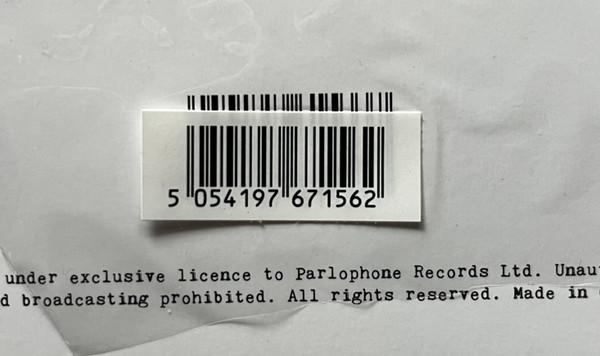 5 054197 671562
under exclusive licence to Parlophone Records Ltd.
broadcasting prohibited. All rights reserved. Made in